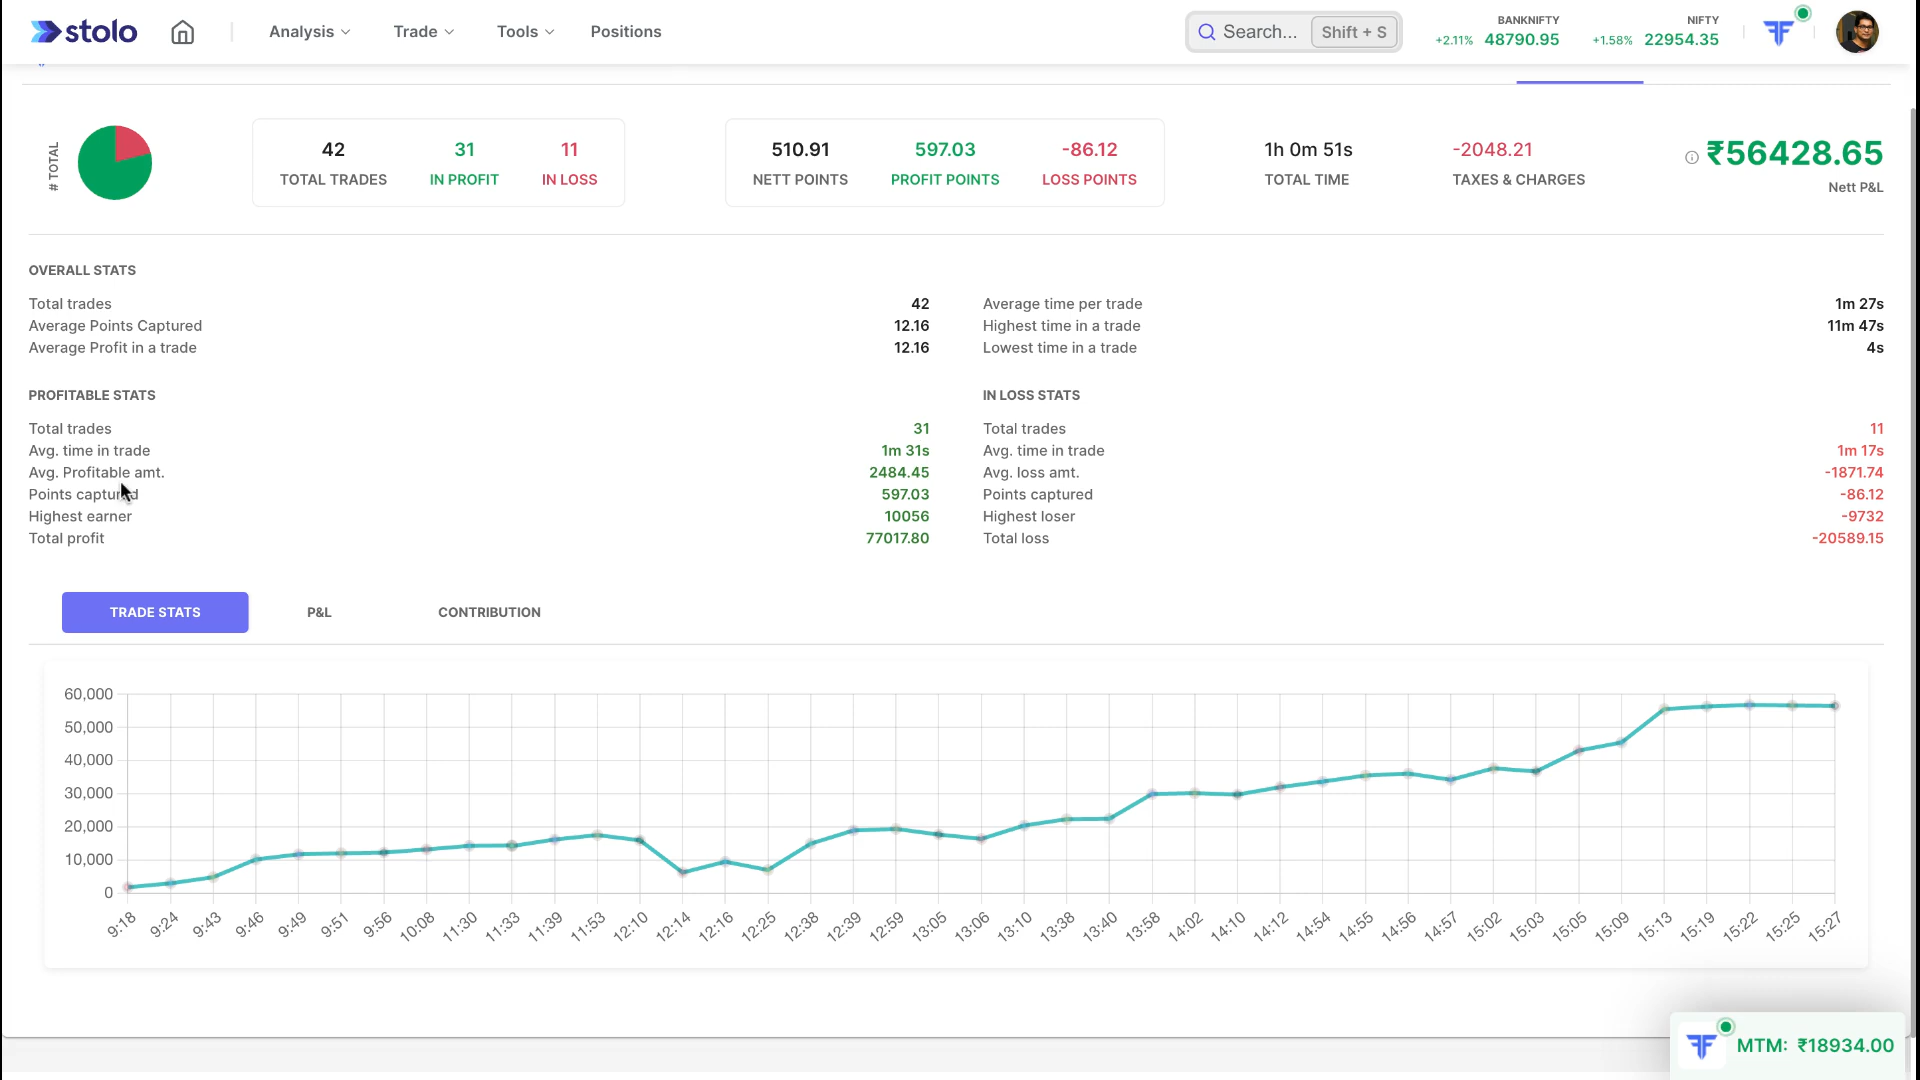 stolo
Analysis
Trade
Tools
Positions
Search...
Shift + S
BANKNIFTY
+2.11% 48790.95
NIFTY
+1.58% 22954.35
# TOTAL
42
TOTAL TRADES
31
IN PROFIT
11
IN LOSS
510.91
NETT POINTS
597.03
PROFIT POINTS
-86.12
LOSS POINTS
1h 0m 51s
TOTAL TIME
-2048.21
TAXES & CHARGES
₹56428.65
Nett P&L
OVERALL STATS
Total trades 42
Average Points Captured 12.16
Average Profit in a trade 12.16
Average time per trade 1m 27s
Highest time in a trade 11m 47s
Lowest time in a trade 4s
PROFITABLE STATS
Total trades 31
Avg. time in trade 1m 31s
Avg. Profitable amt. 2484.45
Points captured 597.03
Highest earner 10056
Total profit 77017.80
IN LOSS STATS
Total trades 11
Avg. time in trade 1m 17s
Avg. loss amt. -1871.74
Points captured -86.12
Highest loser -9732
Total loss -20589.15
TRADE STATS
P&L
CONTRIBUTION
60,000
50,000
40,000
30,000
20,000
10,000
0
9:18 9:24 9:43 9:46 9:49 9:51 9:56 10:08 11:30 11:33 11:39 11:53 12:10 12:14 12:16 12:25 12:38 12:39 12:59 13:05 13:06 13:10 13:38 13:40 13:58 14:02 14:10 14:12 14:54 14:55 14:56 14:57 15:02 15:03 15:05 15:09 15:13 15:19 15:22 15:25 15:27
MTM: ₹18934.00